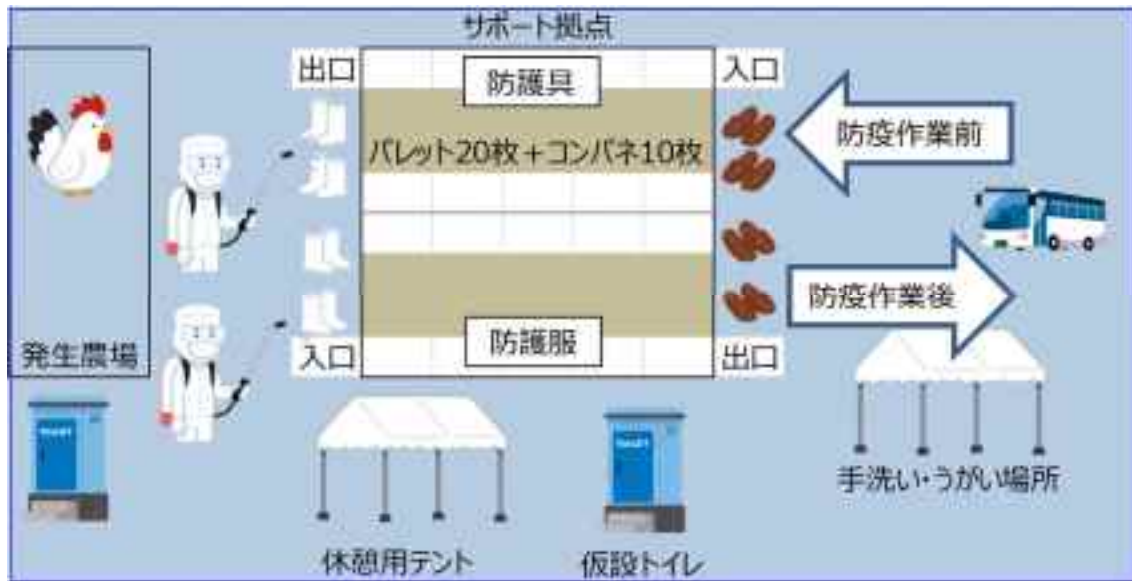 サポート拠点
出口
防護具
入口
パレット20枚+コンパネ10枚
防疫作業前
防疫作業後
発生農場
入口
防護服
出口
TOILET
TOILET
手洗い・うがい場所
休憩用テント
仮設トイレ